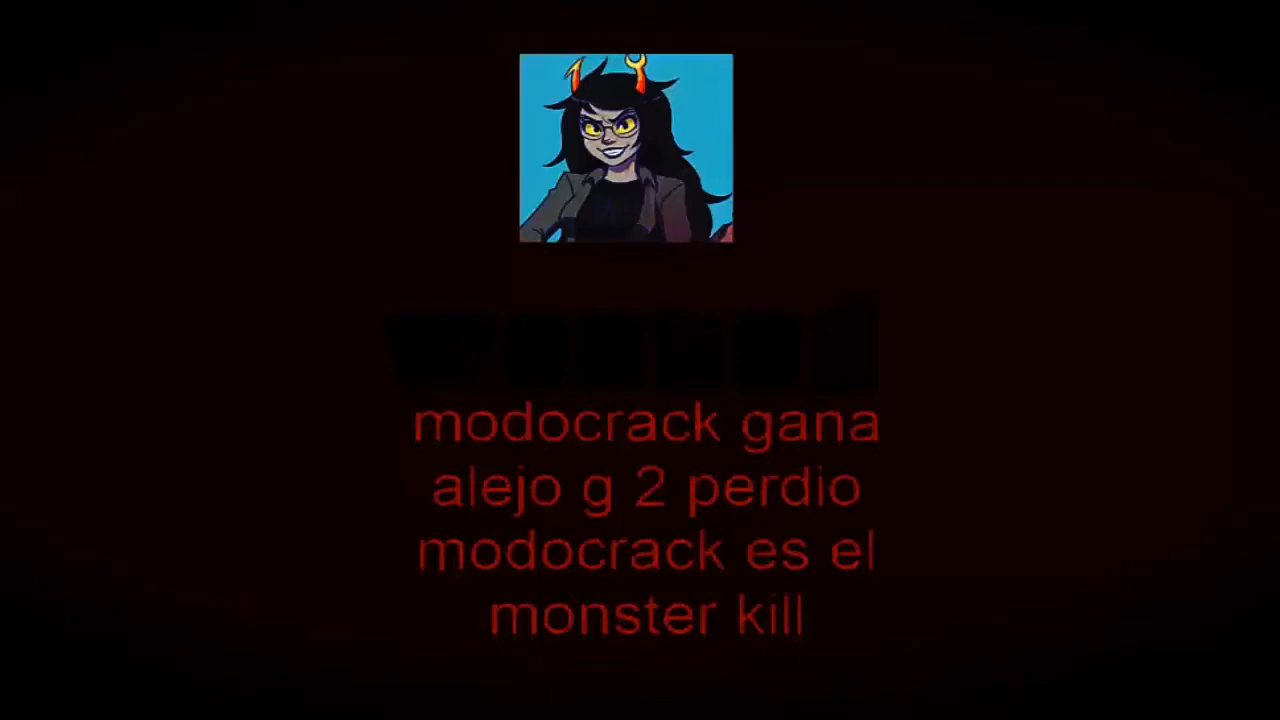 modocrack gana
alejo g 2 perdio
modocrack es el
monster kill